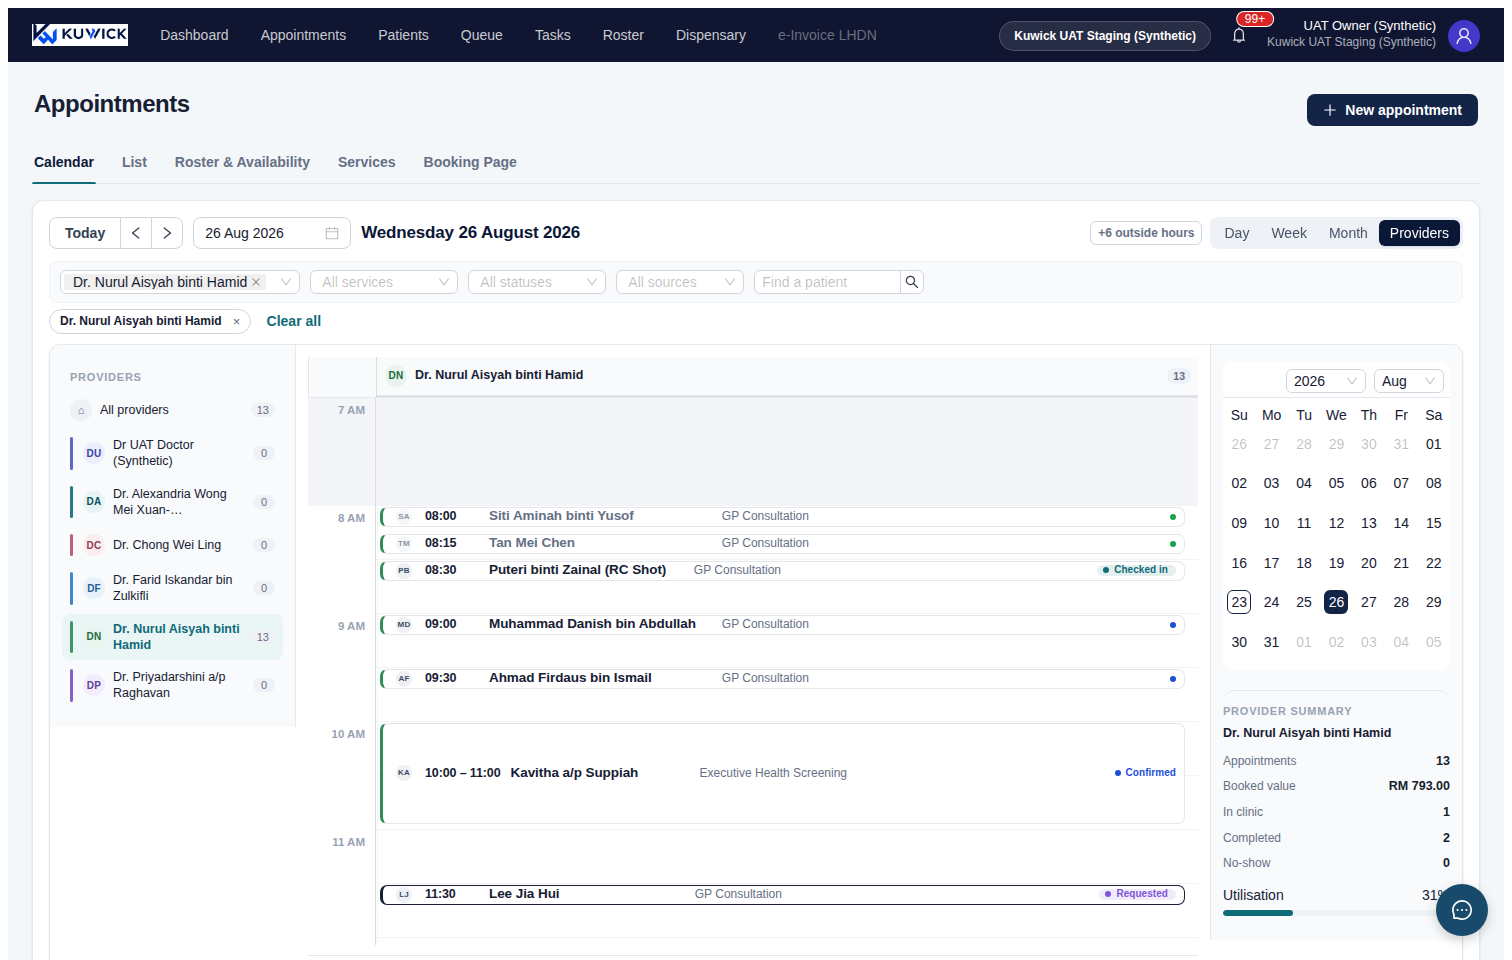 KUWICK
Dashboard
Appointments
Patients
Queue
Tasks
Roster
Dispensary
e-Invoice LHDN
Kuwick UAT Staging (Synthetic)
99+
UAT Owner (Synthetic)
Kuwick UAT Staging (Synthetic)
Appointments
New appointment
Calendar
List
Roster & Availability
Services
Booking Page
Today
26 Aug 2026
Wednesday 26 August 2026
+6 outside hours
Day
Week
Month
Providers
Dr. Nurul Aisyah binti Hamid
All services
All statuses
All sources
Find a patient
Dr. Nurul Aisyah binti Hamid ×
Clear all
PROVIDERS
All providers 13
DU Dr UAT Doctor
(Synthetic) 0
DA Dr. Alexandria Wong
Mei Xuan-… 0
DC Dr. Chong Wei Ling 0
DF Dr. Farid Iskandar bin
Zulkifli 0
DN Dr. Nurul Aisyah binti
Hamid 13
DP Dr. Priyadarshini a/p
Raghavan 0
DN Dr. Nurul Aisyah binti Hamid 13
7 AM
8 AM
SA 08:00 Siti Aminah binti Yusof GP Consultation
TM 08:15 Tan Mei Chen GP Consultation
PB 08:30 Puteri binti Zainal (RC Shot) GP Consultation Checked in
9 AM
MD 09:00 Muhammad Danish bin Abdullah GP Consultation
AF 09:30 Ahmad Firdaus bin Ismail GP Consultation
10 AM
KA 10:00 – 11:00 Kavitha a/p Suppiah Executive Health Screening Confirmed
11 AM
LJ 11:30 Lee Jia Hui GP Consultation Requested
2026 Aug
Su Mo Tu We Th Fr Sa
26 27 28 29 30 31 01
02 03 04 05 06 07 08
09 10 11 12 13 14 15
16 17 18 19 20 21 22
23 24 25 26 27 28 29
30 31 01 02 03 04 05
PROVIDER SUMMARY
Dr. Nurul Aisyah binti Hamid
Appointments 13
Booked value RM 793.00
In clinic 1
Completed 2
No-show 0
Utilisation 31%